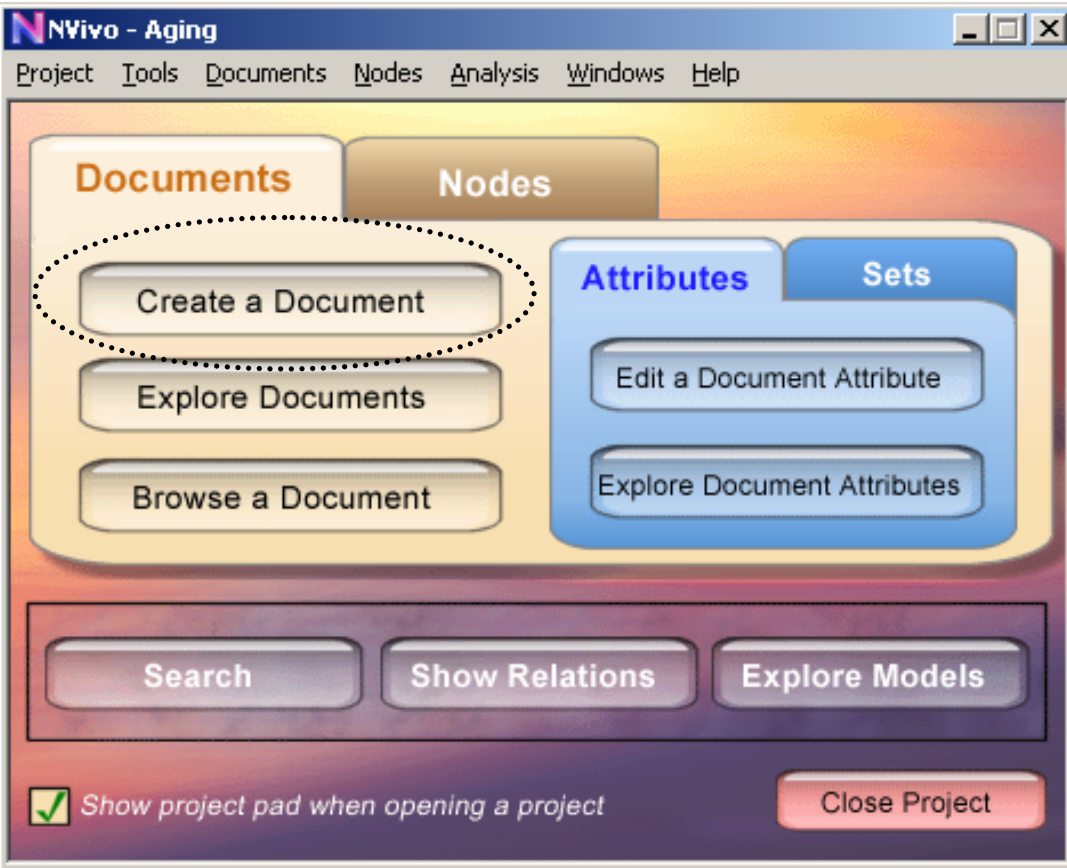 NVivo - Aging
Project Tools Documents Nodes Analysis Windows Help
Documents
Nodes
Create a Document
Explore Documents
Browse a Document
Attributes
Sets
Edit a Document Attribute
Explore Document Attributes
Search
Show Relations
Explore Models
Show project pad when opening a project
Close Project